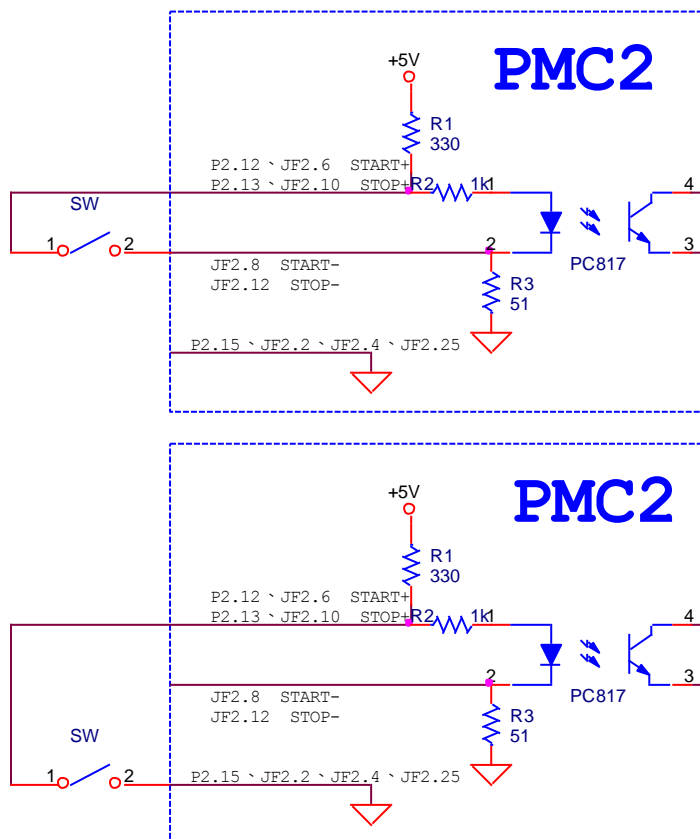 PMC2
+5V
R1
330
P2.12、JF2.6 START+
P2.13、JF2.10 STOP+
R2 1k 1
4
SW
1 2
2
3
PC817
JF2.8 START-
JF2.12 STOP-
R3
51
P2.15、JF2.2、JF2.4、JF2.25
PMC2
+5V
R1
330
P2.12、JF2.6 START+
P2.13、JF2.10 STOP+
R2 1k 1
4
2
3
PC817
JF2.8 START-
JF2.12 STOP-
R3
51
SW
1 2
P2.15、JF2.2、JF2.4、JF2.25